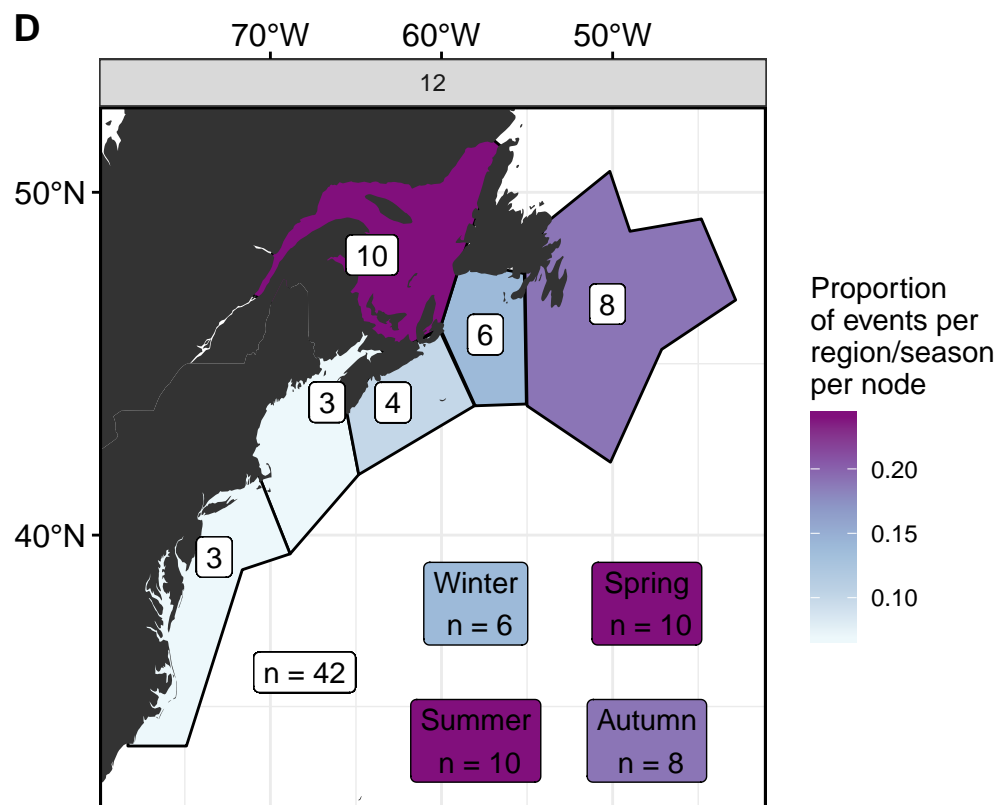 D
70°W 60°W 50°W
12
50°N
40°N
10
8
6
3
4
3
Proportion
of events per
region/season
per node
0.20
0.15
0.10
Winter
n = 6
Spring
n = 10
n = 42
Summer
n = 10
Autumn
n = 8